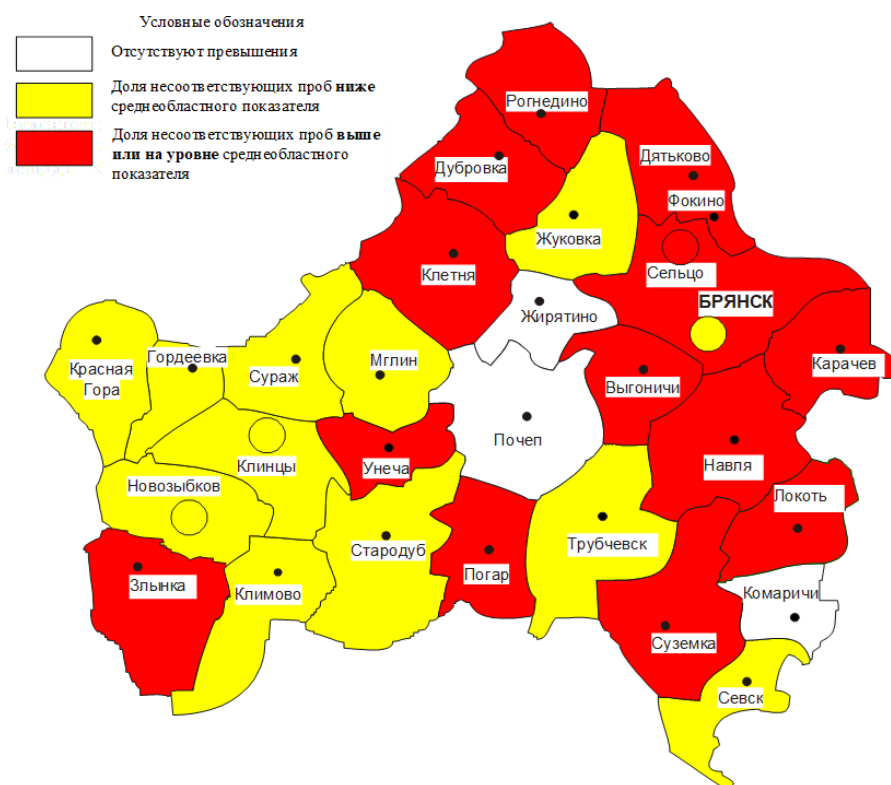 Условные обозначения
Отсутствуют превышения
Доля несоответствующих проб ниже
среднеобластного показателя
Доля несоответствующих проб выше
или на уровне среднеобластного
показателя
Рогнедино
Дятьково
Дубровка
Фокино
Жуковка
Клетня
Сельцо
БРЯНСК
Жирятино
Гордеевка
Мглин
Красная
Гора
Сураж
Карачев
Выгоничи
Почеп
Клинцы
Унеча
Навля
Новозыбков
Локоть
Стародуб
Трубчевск
Погар
Злынка
Климово
Комаричи
Суземка
Севск